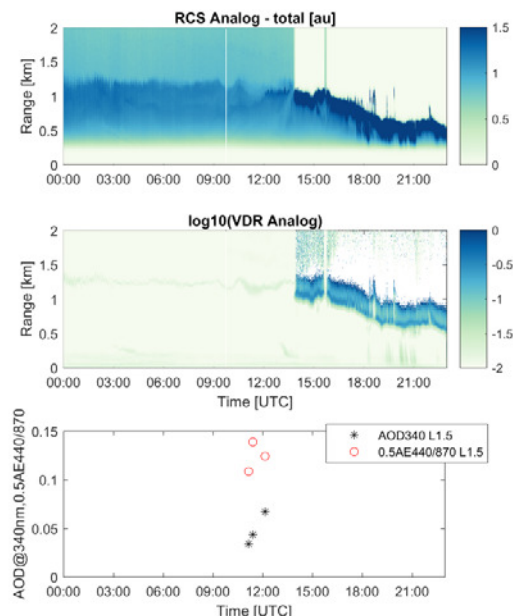 RCS Analog - total [au]
2
1.5
1
0.5
0
Range [km]
1.5
1
0.5
0
00:00 03:00 06:00 09:00 12:00 15:00 18:00 21:00
log10(VDR Analog)
2
1.5
1
0.5
0
Range [km]
0
-0.5
-1
-1.5
-2
00:00 03:00 06:00 09:00 12:00 15:00 18:00 21:00
Time [UTC]
0.15
0.1
0.05
0
AOD@340nm,0.5AE440/870
AOD340 L1.5
0.5AE440/870 L1.5
00:00 03:00 06:00 09:00 12:00 15:00 18:00 21:00
Time [UTC]